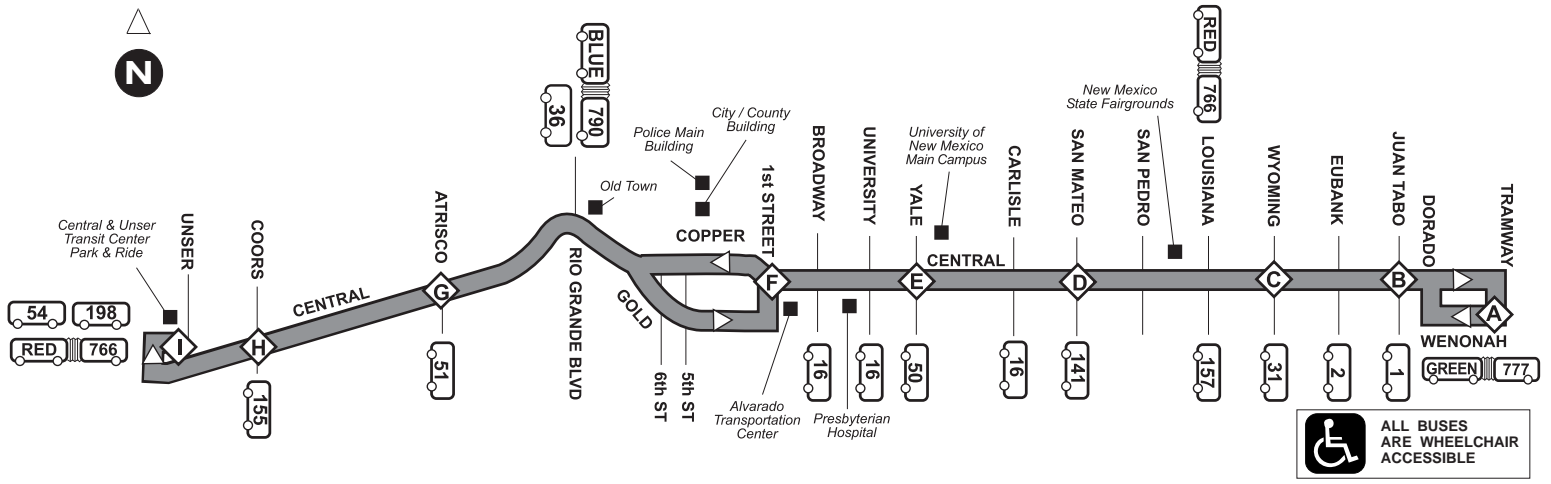 N
BLUE
790
36
RED
766
New Mexico
State Fairgrounds
City / County
Building
Police Main
Building
Old Town
University of
New Mexico
Main Campus
Central & Unser
Transit Center
Park & Ride
UNSER
COORS
ATRISCO
RIO GRANDE BLVD
COPPER
GOLD
6th ST
5th ST
1st STREET
BROADWAY
UNIVERSITY
YALE
CENTRAL
CARLISLE
SAN MATEO
SAN PEDRO
LOUISIANA
WYOMING
EUBANK
JUAN TABO
DORADO
TRAMWAY
CENTRAL
I
H
G
F
E
D
C
B
A
54
198
RED
766
155
51
16
16
50
16
141
157
31
2
1
WENONAH
GREEN
777
Alvarado
Transportation
Center
Presbyterian
Hospital
ALL BUSES
ARE WHEELCHAIR
ACCESSIBLE